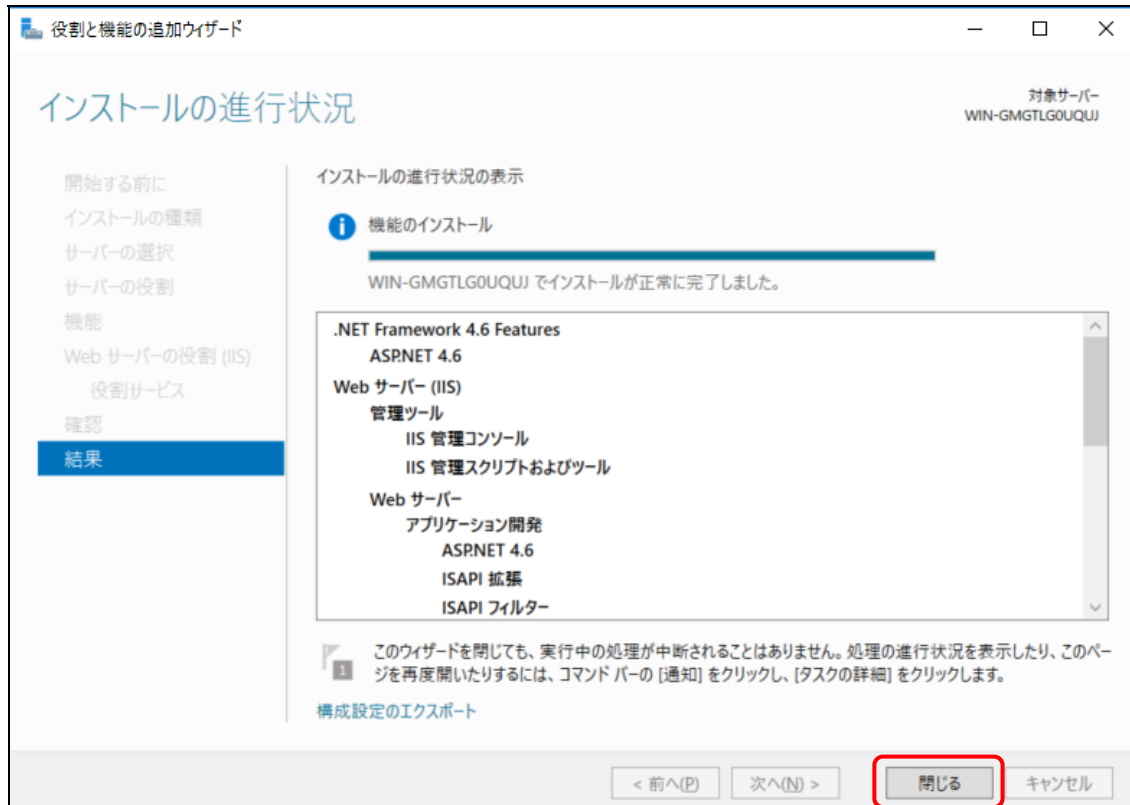 役割と機能の追加ウィザード
インストールの進行状況
対象サーバー
WIN-GMGTLG0UQUJ
開始する前に
インストールの種類
サーバーの選択
サーバーの役割
機能
Web サーバーの役割 (IIS)
役割サービス
確認
結果
インストールの進行状況の表示
機能のインストール
WIN-GMGTLG0UQUJ でインストールが正常に完了しました。
.NET Framework 4.6 Features
ASP.NET 4.6
Web サーバー (IIS)
管理ツール
IIS 管理コンソール
IIS 管理スクリプトおよびツール
Web サーバー
アプリケーション開発
ASP.NET 4.6
ISAPI 拡張
ISAPI フィルター
1
このウィザードを閉じても、実行中の処理が中断されることはありません。処理の進行状況を表示したり、このペー
ジを再度開いたりするには、コマンド バーの [通知] をクリックし、[タスクの詳細] をクリックします。
構成設定のエクスポート
< 前へ(P)
次へ(N) >
閉じる
キャンセル